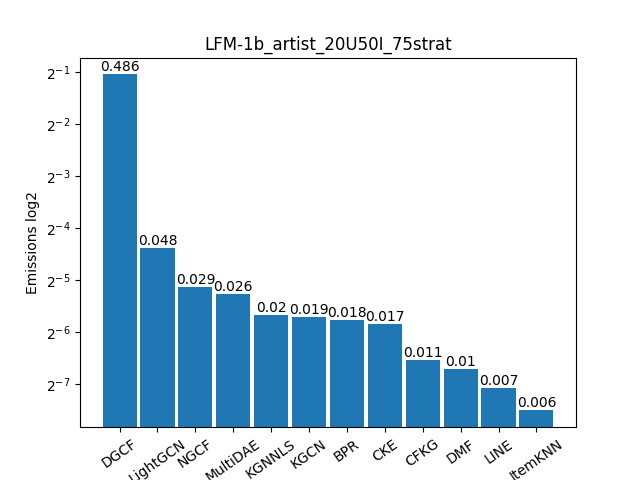 LFM-1b_artist_20U50I_75strat
Emissions log2
2⁻¹
2⁻²
2⁻³
2⁻⁴
2⁻⁵
2⁻⁶
2⁻⁷
0.486
0.048
0.029
0.026
0.02
0.019
0.018
0.017
0.011
0.01
0.007
0.006
DGCF
LightGCN
NGCF
MultiDAE
KGNNLS
KGCN
BPR
CKE
CFKG
DMF
LINE
ItemKNN